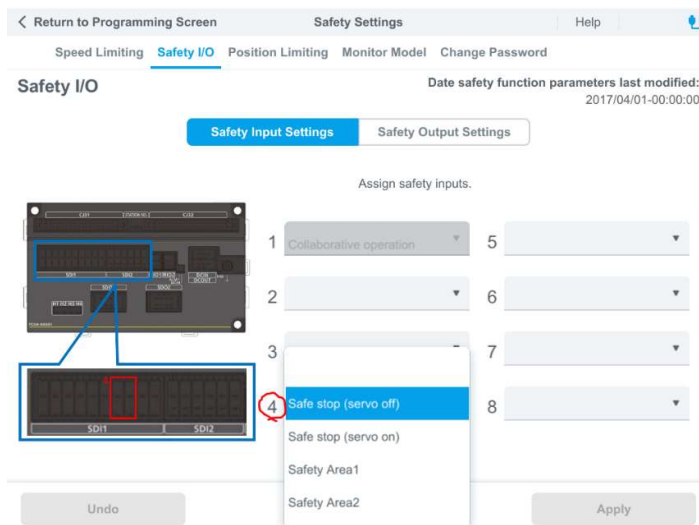 Return to Programming Screen
Safety Settings
Help
Speed Limiting
Safety I/O
Position Limiting
Monitor Model
Change Password
Safety I/O
Date safety function parameters last modified:
2017/04/01-00:00:00
Safety Input Settings
Safety Output Settings
Assign safety inputs.
1
Collaborative operation
5
2
6
3
7
4
Safe stop (servo off)
8
Safe stop (servo on)
Safety Area1
Safety Area2
SDI1
SDI2
SDI1
SDI2
4
Undo
Apply